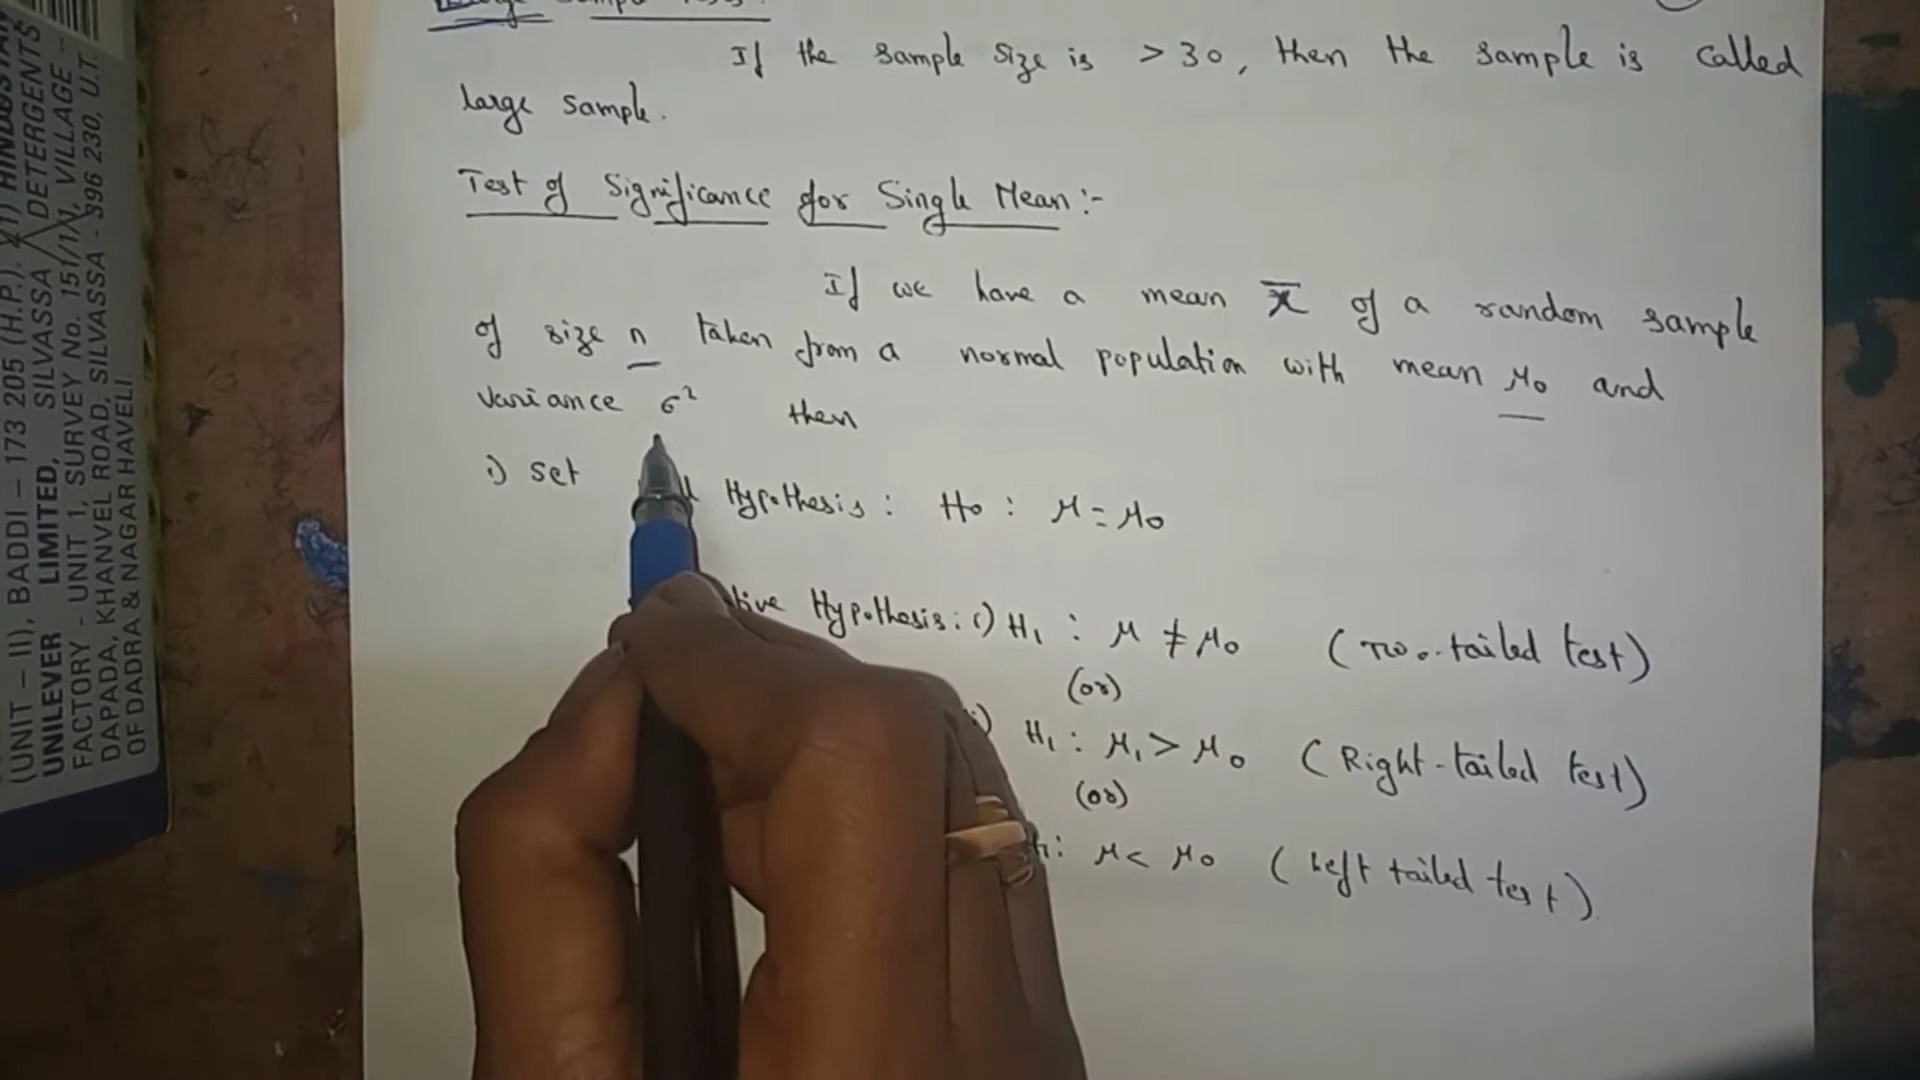 Sample
If the sample size is > 30, then the sample is called
large sample.
Test of Significance for Single Mean :-
If we have a mean x̅ of a random sample
of size n taken from a normal population with mean μ₀ and
variance σ² then
i) Set Hypothesis : H₀ : μ = μ₀
Hypothesis : i) H₁ : μ ≠ μ₀ (Two-tailed test)
(or)
H₁ : μ₁ > μ₀ (Right-tailed test)
(or)
μ < μ₀ (Left tailed test).
(UNIT – II), BADDI – 173 205 (H.P.).
UNILEVER LIMITED, SILVASSA DETERGENTS
FACTORY - UNIT 1, SURVEY No. 151/1/1, VILLAGE -
DAPADA, KHANVEL ROAD, SILVASSA - 396 230, U.T.
OF DADRA & NAGAR HAVELI.